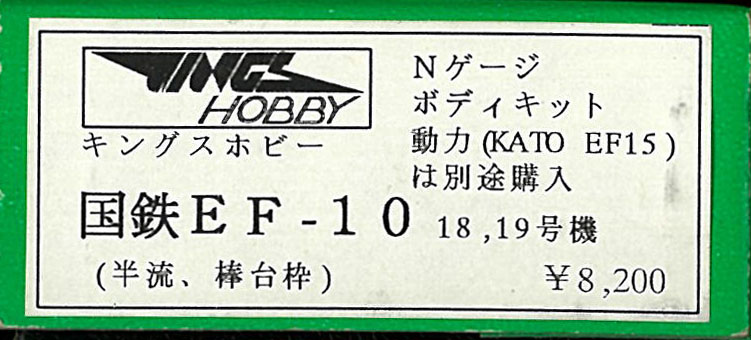 KINGS
HOBBY
キングスホビー
Nゲージ
ボディキット
動力(KATO EF15)
は別途購入
国鉄EF-10 18,19号機
(半流、棒台枠)
¥8,200